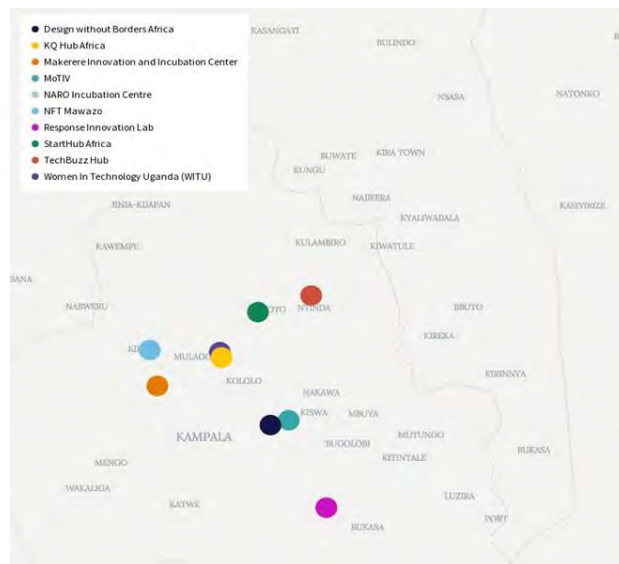 Design without Borders Africa
KQ Hub Africa
Makerere Innovation and Incubation Center
MoTIV
NARO Incubation Centre
NFT Mawazo
Response Innovation Lab
StartHub Africa
TechBuzz Hub
Women In Technology Uganda (WITU)
KASANGATI
BULINDO
NSASA
NATONKO
BUWATE
KIRA TOWN
KUNGU
NAJJEERA
JINJA-KIJAPAN
KYALIWAJJALA
KASIVIRIZE
KAWEMPE
KULAMBIRO
KIWATULE
SANA
NABWERU
OTO
NTINDA
BBUTO
KIREKA
MULAGO
KIRINNYA
KOLOLO
NAKAWA
KISWA
MBUYA
KAMPALA
MUTUNGO
BUGOLOBI
KITINTALE
BUKASA
MENGO
WAKALIGA
LUZIRA
KATWE
PORT
BUKASA